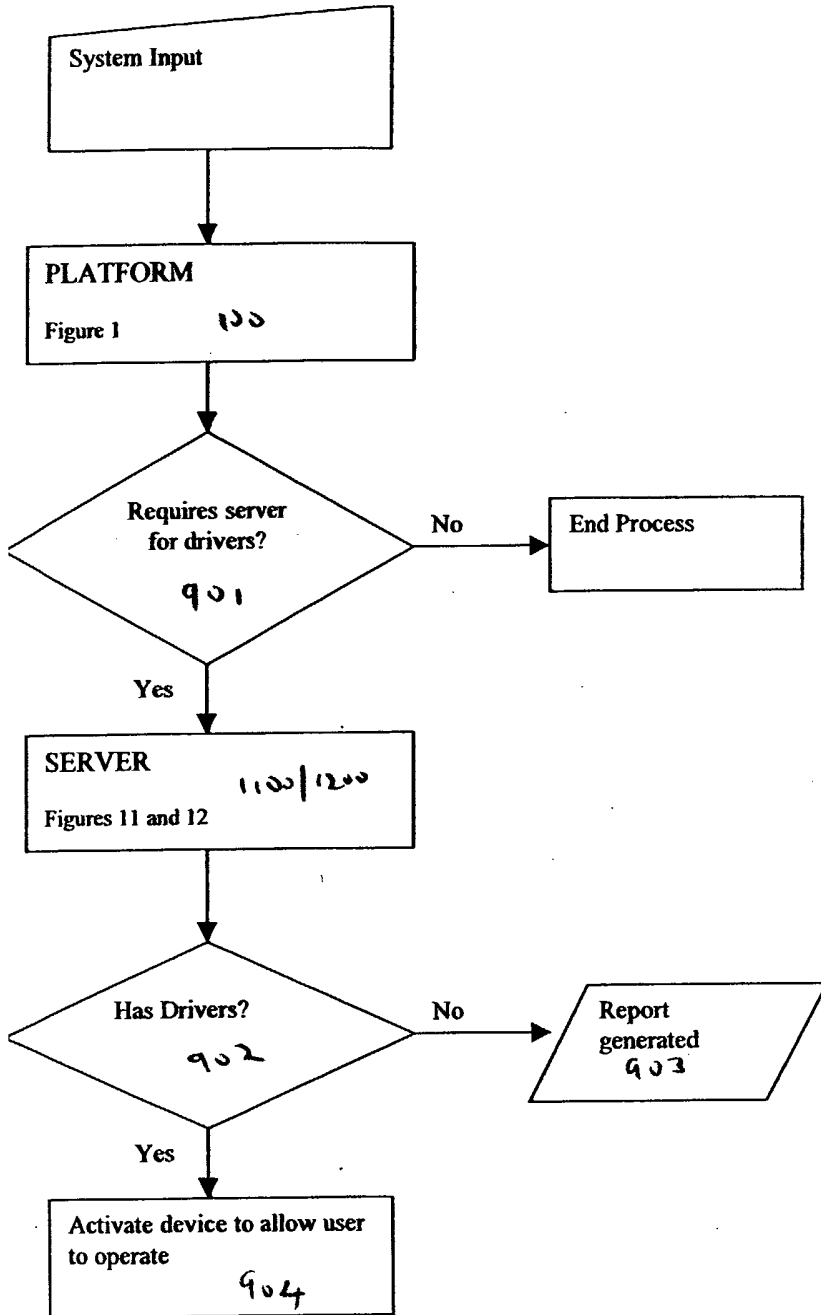 System Input
PLATFORM
Figure 1 100
Requires server
for drivers?
901
No
End Process
Yes
SERVER
1100/1200
Figures 11 and 12
Has Drivers?
902
No
Report
generated
903
Yes
Activate device to allow user
to operate
904